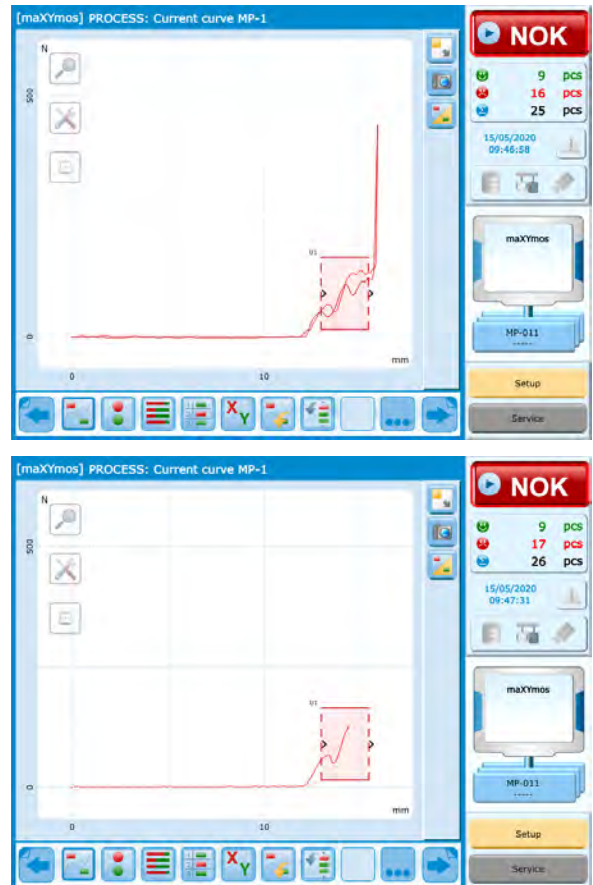 [maXYmos] PROCESS: Current curve MP-1
NOK
9 pcs
16 pcs
25 pcs
15/05/2020
09:46:58
maXYmos
MP-011
-----
Setup
Service
N
500
0
U1
mm
0 10
X Y
[maXYmos] PROCESS: Current curve MP-1
NOK
9 pcs
17 pcs
26 pcs
15/05/2020
09:47:31
maXYmos
MP-011
-----
Setup
Service
N
500
0
U1
mm
0 10
X Y